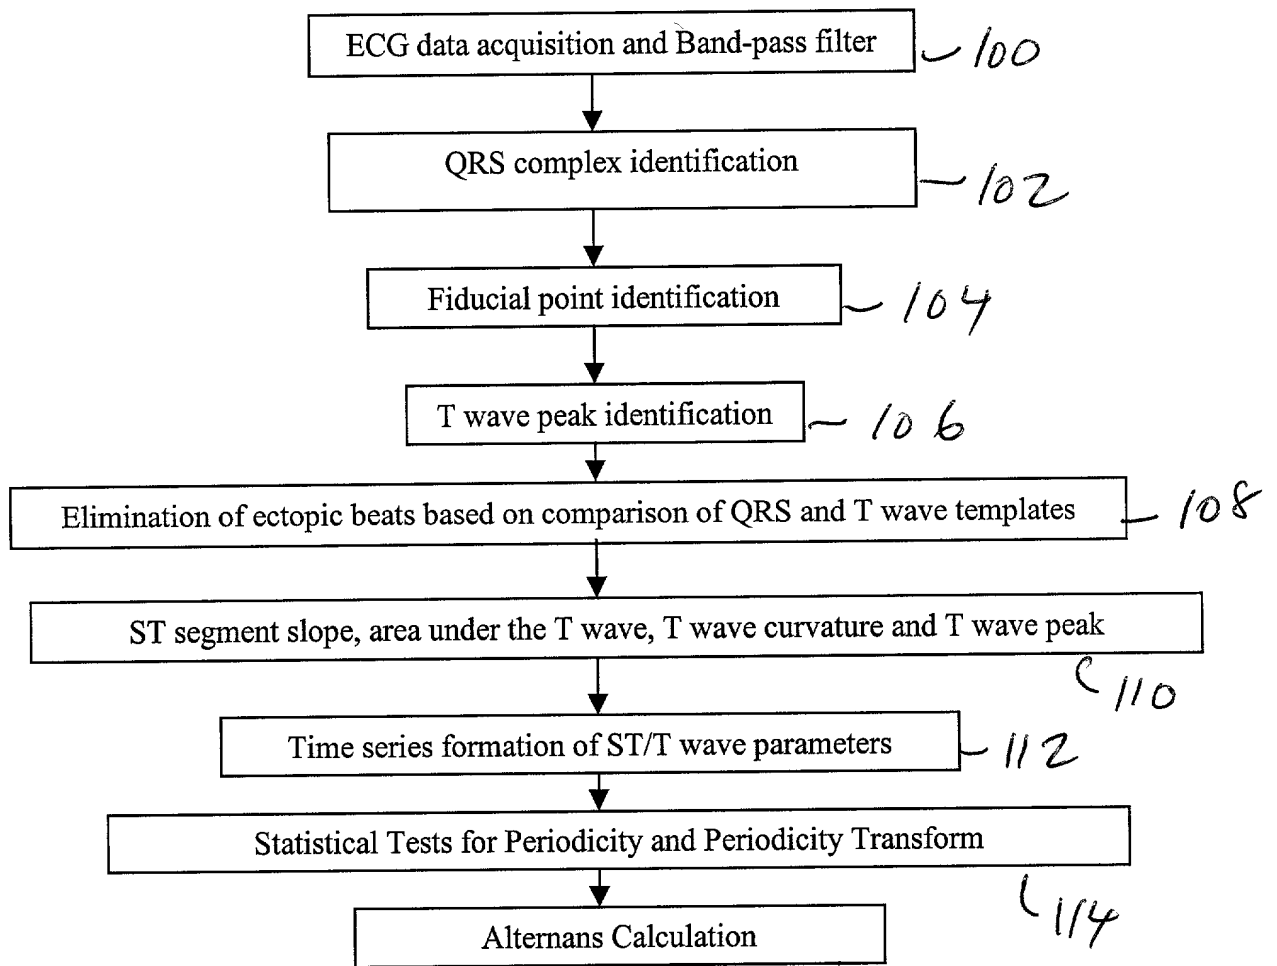 ECG data acquisition and Band-pass filter
100
QRS complex identification
102
Fiducial point identification
104
T wave peak identification
106
Elimination of ectopic beats based on comparison of QRS and T wave templates
108
ST segment slope, area under the T wave, T wave curvature and T wave peak
110
Time series formation of ST/T wave parameters
112
Statistical Tests for Periodicity and Periodicity Transform
114
Alternans Calculation